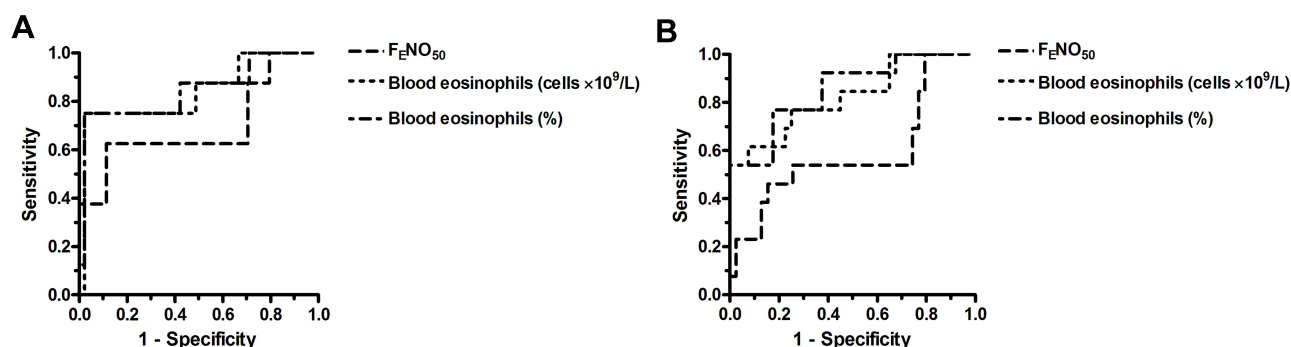 A
F_ENO_50
Blood eosinophils (cells ×10⁹/L)
Blood eosinophils (%)
Sensitivity
1.0
0.8
0.6
0.4
0.2
0.0
0.0 0.2 0.4 0.6 0.8 1.0
1 - Specificity
B
F_ENO_50
Blood eosinophils (cells ×10⁹/L)
Blood eosinophils (%)
Sensitivity
1.0
0.8
0.6
0.4
0.2
0.0
0.0 0.2 0.4 0.6 0.8 1.0
1 - Specificity